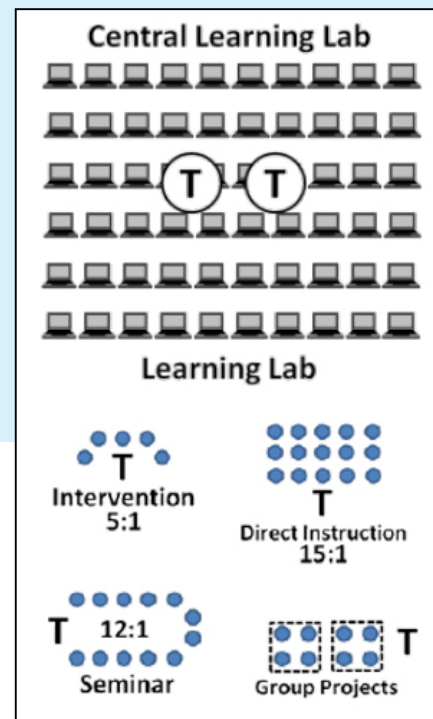 Central Learning Lab
T T
Learning Lab
T
Intervention
5:1
T
Direct Instruction
15:1
T 12:1
Seminar
T
Group Projects